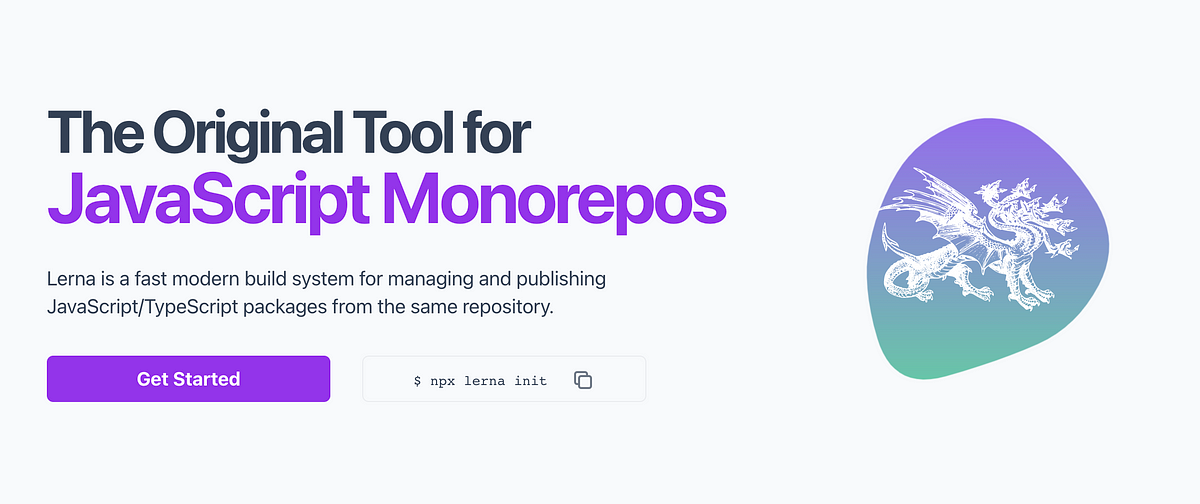 The Original Tool for
JavaScript Monorepos
Lerna is a fast modern build system for managing and publishing
JavaScript/TypeScript packages from the same repository.
Get Started
$ npx lerna init